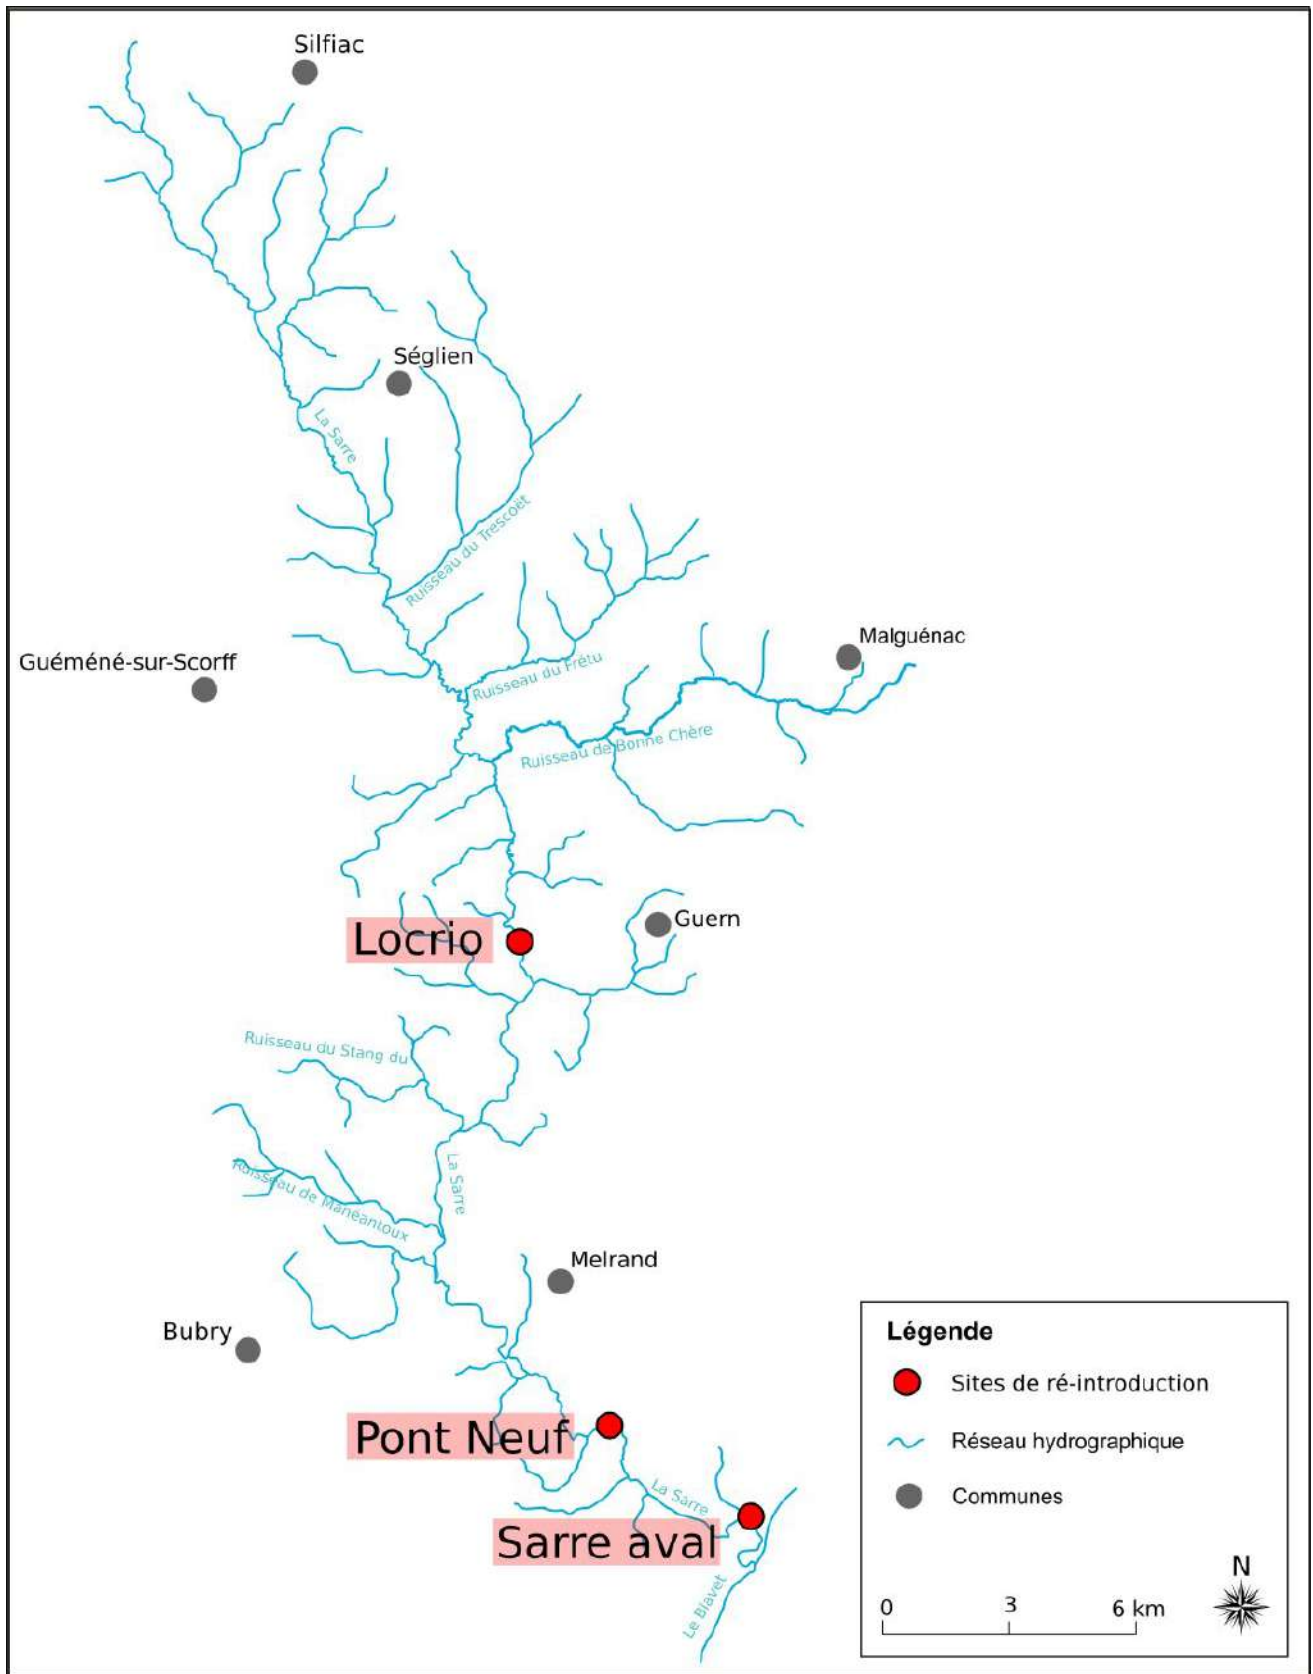 Silfiac
Séglien
La Sarre
Ruisseau du Trescoët
Malguénac
Guéméné-sur-Scorff
Ruisseau du Frétu
Ruisseau de Bonne Chère
Guern
Locrio
Ruisseau du Stang du
La Sarre
Ruisseau de Manéantoux
Melrand
Bubry
Pont Neuf
La Sarre
Sarre aval
Le Blavet
Légende
Sites de ré-introduction
Réseau hydrographique
Communes
N
0 3 6 km